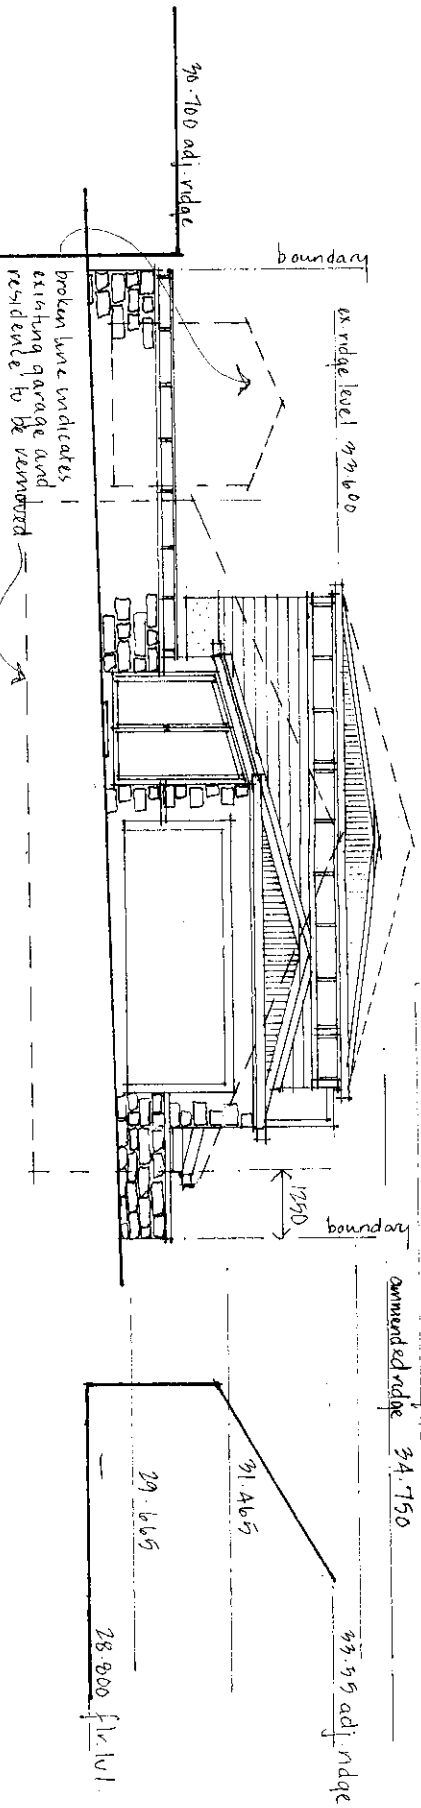 30.700 adj. ridge
boundary
ex. ridge level 33.600
broken line indicates
existing garage and
residence to be removed
1250
boundary
ammended ridge 34.750
33.55 adj. ridge
31.465
29.665
28.800 flr. lvl.